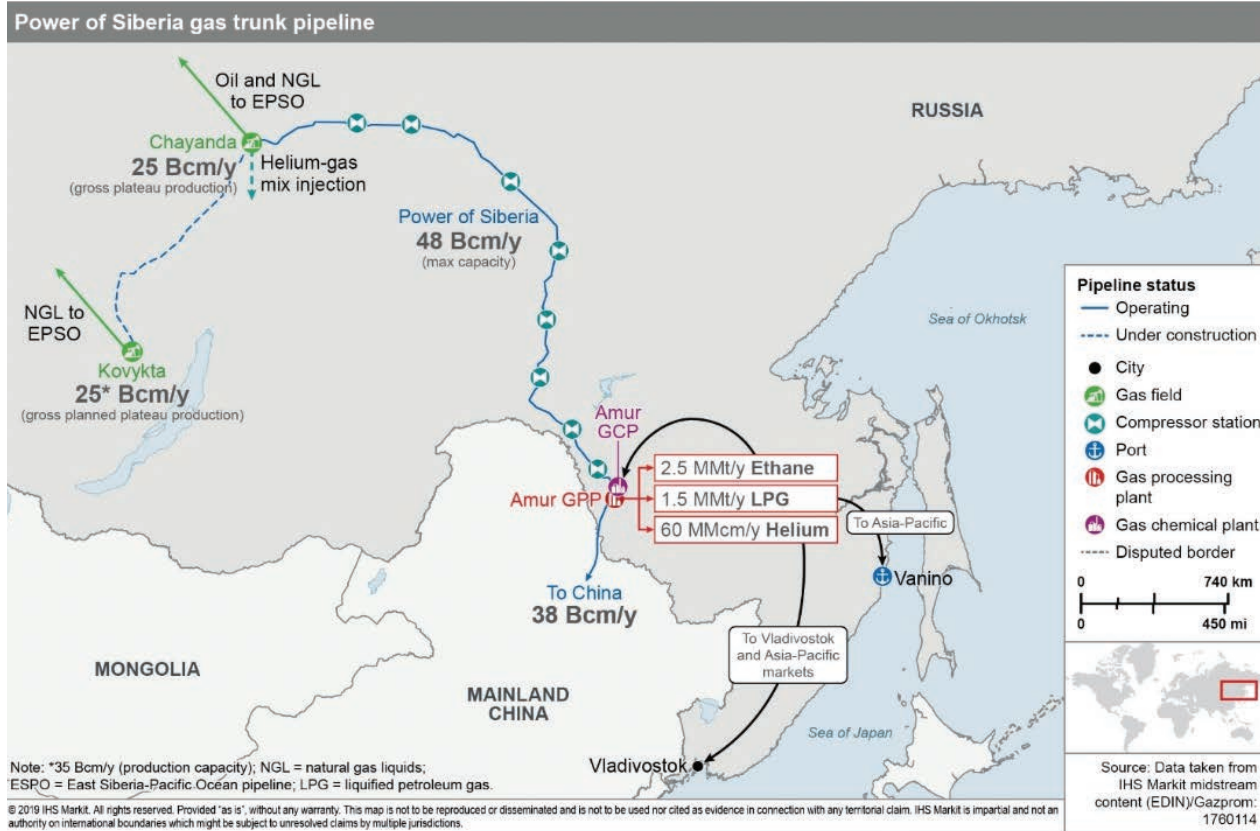 Power of Siberia gas trunk pipeline
Oil and NGL
to EPSO
RUSSIA
Chayanda
25 Bcm/y
(gross plateau production)
Helium-gas
mix injection
Power of Siberia
48 Bcm/y
(max capacity)
NGL to
EPSO
Kovykta
25* Bcm/y
(gross planned plateau production)
Sea of Okhotsk
Amur
GCP
Amur GPP
2.5 MMt/y Ethane
1.5 MMt/y LPG
60 MMcm/y Helium
To Asia-Pacific
Vanino
To China
38 Bcm/y
To Vladivostok
and Asia-Pacific
markets
MONGOLIA
MAINLAND
CHINA
Sea of Japan
Vladivostok
Pipeline status
Operating
Under construction
City
Gas field
Compressor station
Port
Gas processing
plant
Gas chemical plant
Disputed border
0 740 km
0 450 mi
Note: *35 Bcm/y (production capacity); NGL = natural gas liquids;
ESPO = East Siberia-Pacific Ocean pipeline; LPG = liquified petroleum gas.
Source: Data taken from
IHS Markit midstream
content (EDIN)/Gazprom:
1760114
© 2019 IHS Markit. All rights reserved. Provided "as is", without any warranty. This map is not to be reproduced or disseminated and is not to be used nor cited as evidence in connection with any territorial claim. IHS Markit is impartial and not an
authority on international boundaries which might be subject to unresolved claims by multiple jurisdictions.